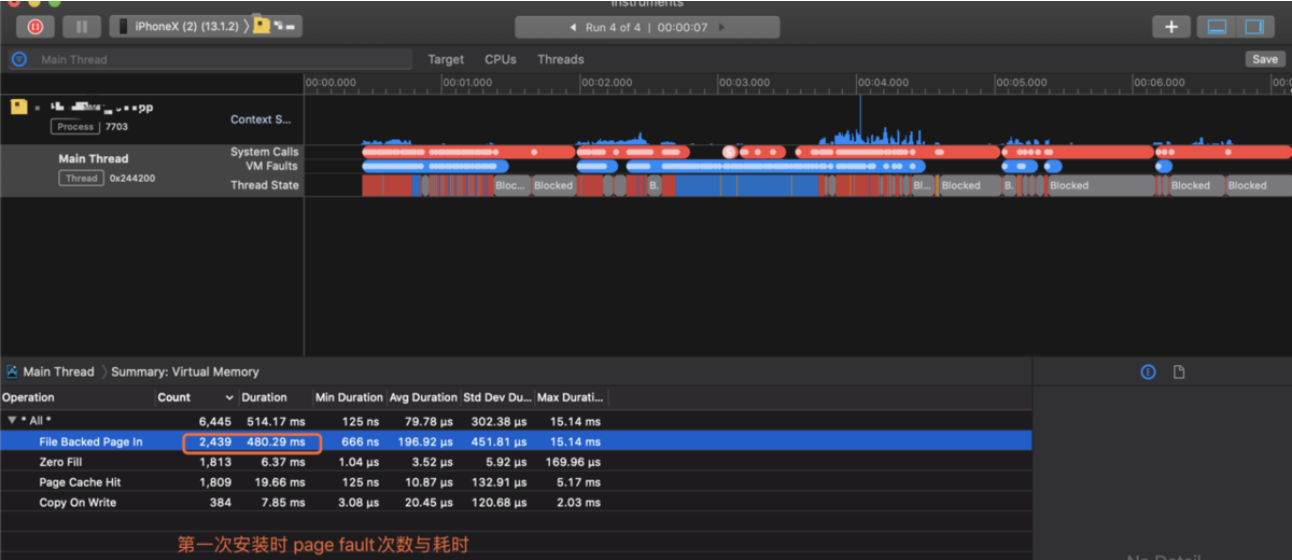 Instruments
iPhoneX (2) (13.1.2) 〉
Run 4 of 4 | 00:00:07
Main Thread
Target CPUs Threads
Save
00:00.000 00:01.000 00:02.000 00:03.000 00:04.000 00:05.000 00:06.000
Process 7703
Context S...
Main Thread
Thread 0x244200
System Calls
VM Faults
Thread State
Bloc... Blocked B. Bl... Blocked B. Blocked Blocked Blocked
Main Thread 〉 Summary: Virtual Memory
Operation Count Duration Min Duration Avg Duration Std Dev Du... Max Durati...
* All * 6,445 514.17 ms 125 ns 79.78 µs 302.38 µs 15.14 ms
File Backed Page In 2,439 480.29 ms 666 ns 196.92 µs 451.81 µs 15.14 ms
Zero Fill 1,813 6.37 ms 1.04 µs 3.52 µs 5.92 µs 169.96 µs
Page Cache Hit 1,809 19.66 ms 125 ns 10.87 µs 132.91 µs 5.17 ms
Copy On Write 384 7.85 ms 3.08 µs 20.45 µs 120.68 µs 2.03 ms
第一次安装时 page fault次数与耗时
No Detail